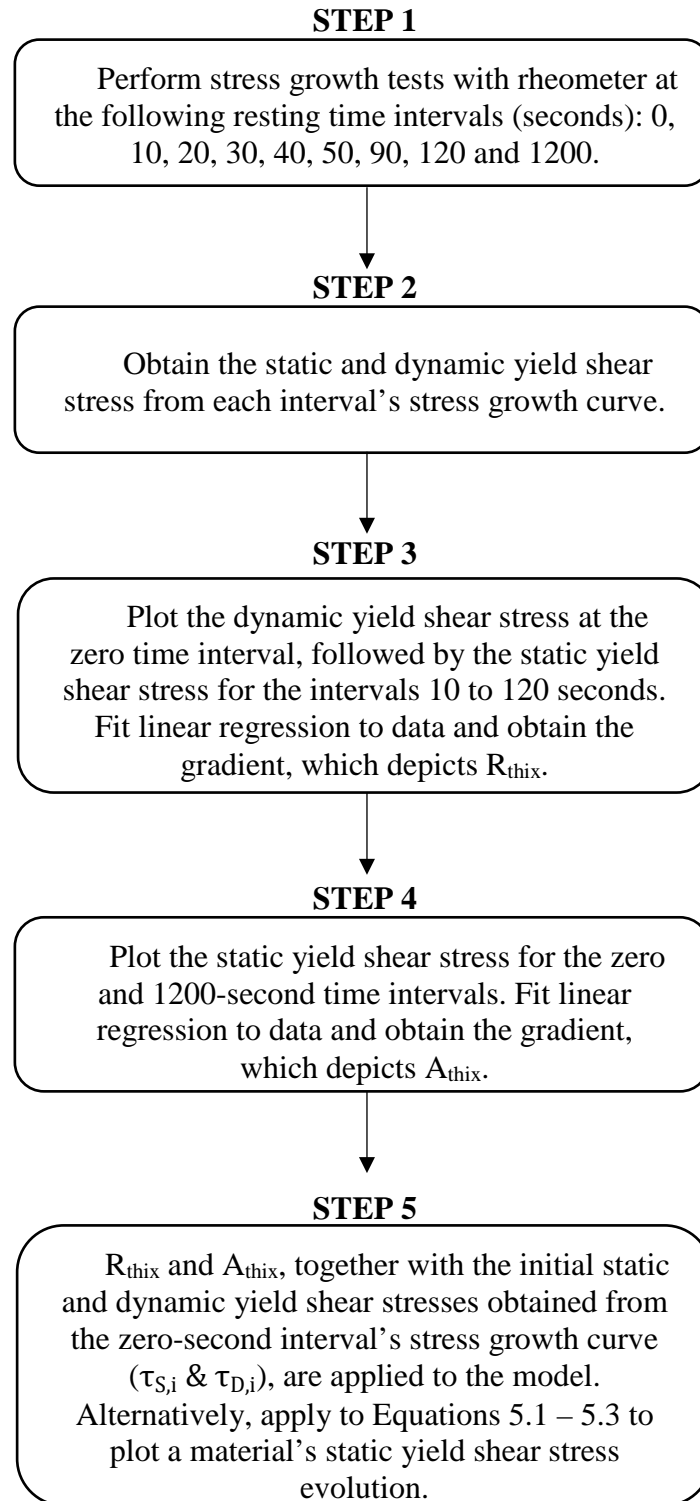 STEP 1
Perform stress growth tests with rheometer at
the following resting time intervals (seconds): 0,
10, 20, 30, 40, 50, 90, 120 and 1200.
STEP 2
Obtain the static and dynamic yield shear
stress from each interval’s stress growth curve.
STEP 3
Plot the dynamic yield shear stress at the
zero time interval, followed by the static yield
shear stress for the intervals 10 to 120 seconds.
Fit linear regression to data and obtain the
gradient, which depicts Rthix.
STEP 4
Plot the static yield shear stress for the zero
and 1200-second time intervals. Fit linear
regression to data and obtain the gradient,
which depicts Athix.
STEP 5
Rthix and Athix, together with the initial static
and dynamic yield shear stresses obtained from
the zero-second interval’s stress growth curve
(τS,i & τD,i), are applied to the model.
Alternatively, apply to Equations 5.1 – 5.3 to
plot a material’s static yield shear stress
evolution.